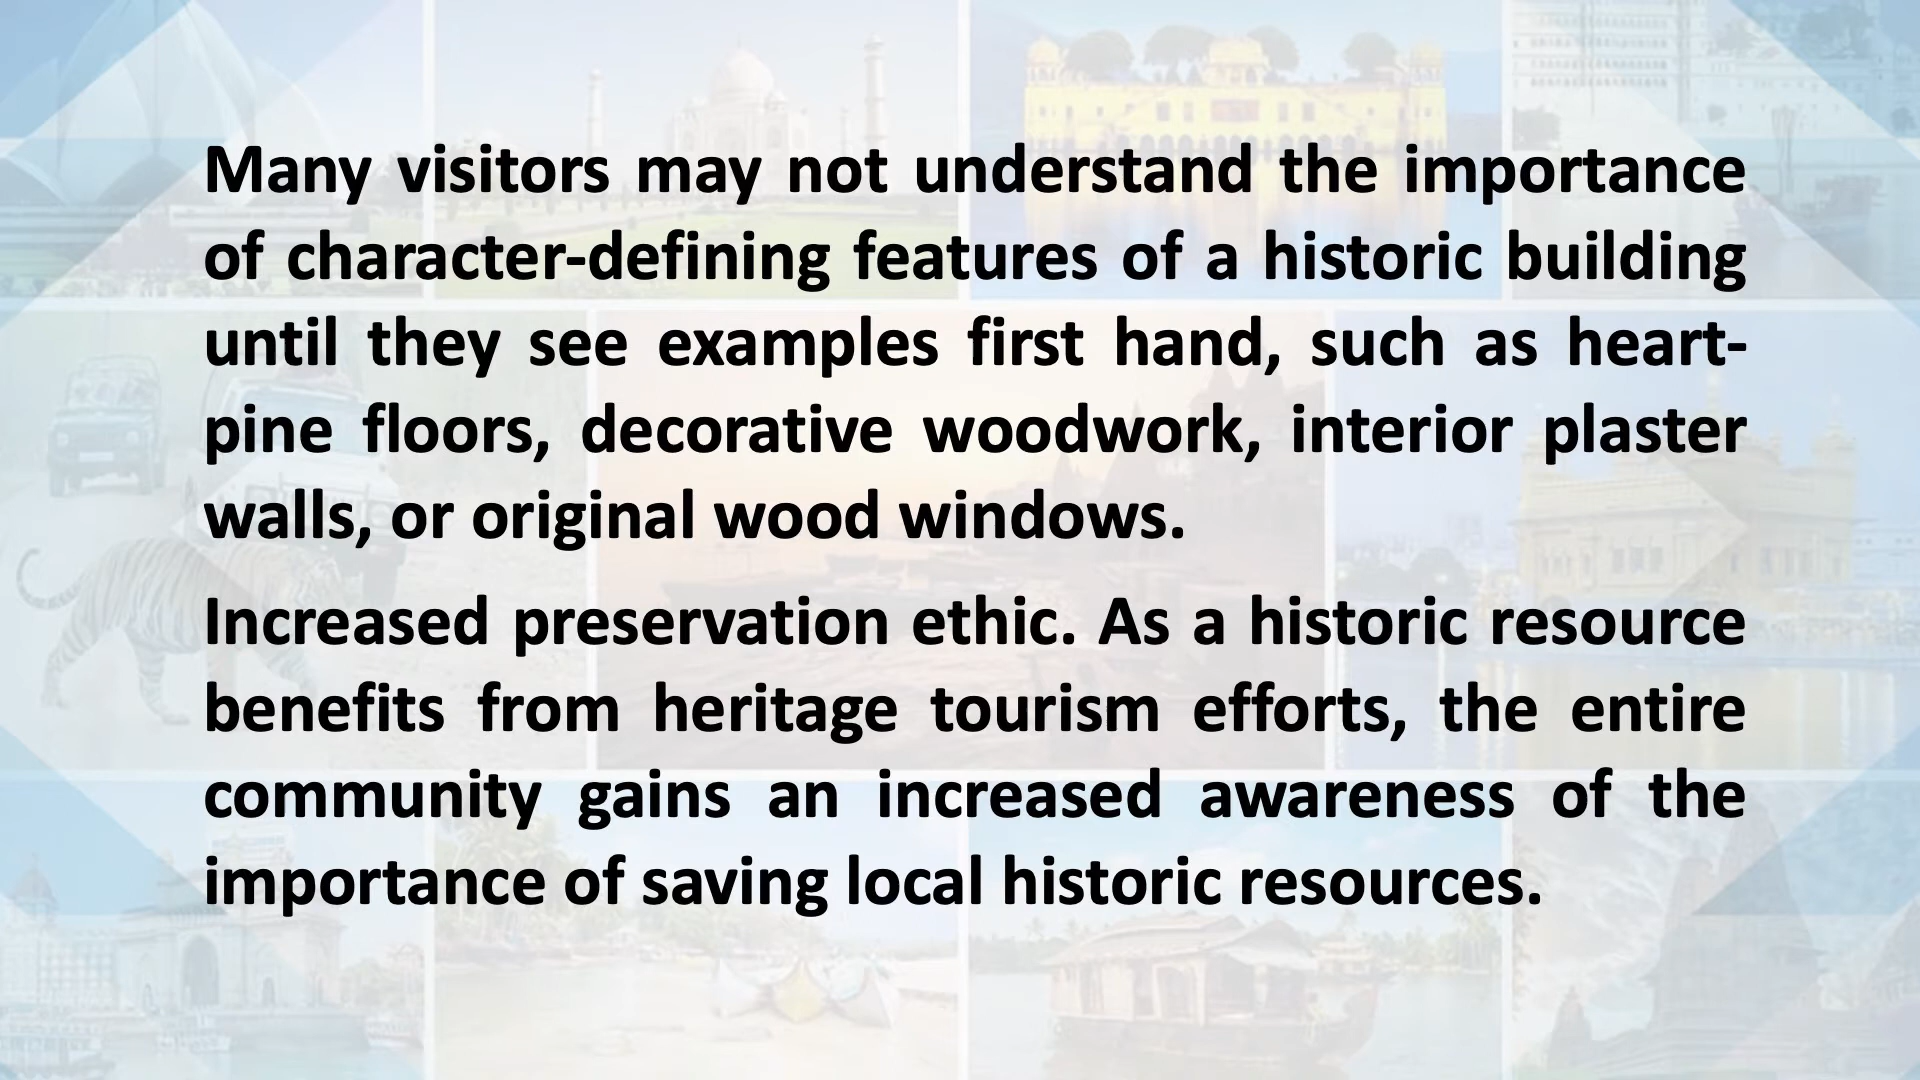 Many visitors may not understand the importance
of character-defining features of a historic building
until they see examples first hand, such as heart-
pine floors, decorative woodwork, interior plaster
walls, or original wood windows.
Increased preservation ethic. As a historic resource
benefits from heritage tourism efforts, the entire
community gains an increased awareness of the
importance of saving local historic resources.